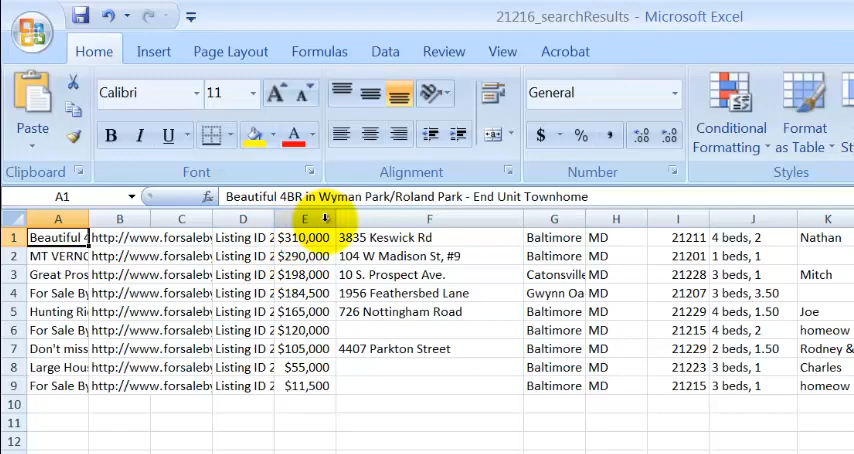 21216_searchResults - Microsoft Excel
Home Insert Page Layout Formulas Data Review View Acrobat
Calibri 11 A A General
Paste B I U A $ % , .0 .00 .00 .0 Conditional Formatting Format as Table
Clipboard Font Alignment Number Styles
A1 fx Beautiful 4BR in Wyman Park/Roland Park - End Unit Townhome
A B C D E F G H I J K
1 Beautiful 4 http://www.forsaleby Listing ID 2 $310,000 3835 Keswick Rd Baltimore MD 21211 4 beds, 2 Nathan
2 MT VERNO http://www.forsaleby Listing ID 2 $290,000 104 W Madison St, #9 Baltimore MD 21201 1 beds, 1
3 Great Pros http://www.forsaleby Listing ID 2 $198,000 10 S. Prospect Ave. Catonsville MD 21228 3 beds, 1 Mitch
4 For Sale By http://www.forsaleby Listing ID 2 $184,500 1956 Feathersbed Lane Gwynn Oa MD 21207 3 beds, 3.50
5 Hunting Ri http://www.forsaleby Listing ID 2 $165,000 726 Nottingham Road Baltimore MD 21229 4 beds, 1.50 Joe
6 For Sale By http://www.forsaleby Listing ID 2 $120,000 Baltimore MD 21215 4 beds, 2 homeow
7 Don't miss http://www.forsaleby Listing ID 2 $105,000 4407 Parkton Street Baltimore MD 21229 2 beds, 1.50 Rodney &
8 Large Hous http://www.forsaleby Listing ID 2 $55,000 Baltimore MD 21223 3 beds, 1 Charles
9 For Sale By http://www.forsaleby Listing ID 2 $11,500 Baltimore MD 21215 3 beds, 1 homeow
10
11
12